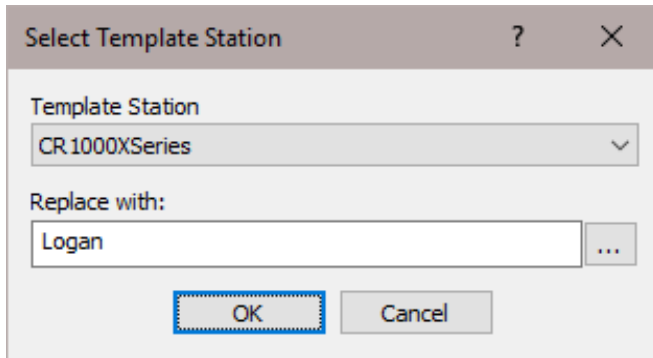 Select Template Station ?
Template Station
CR1000XSeries
Replace with:
Logan
...
OK Cancel